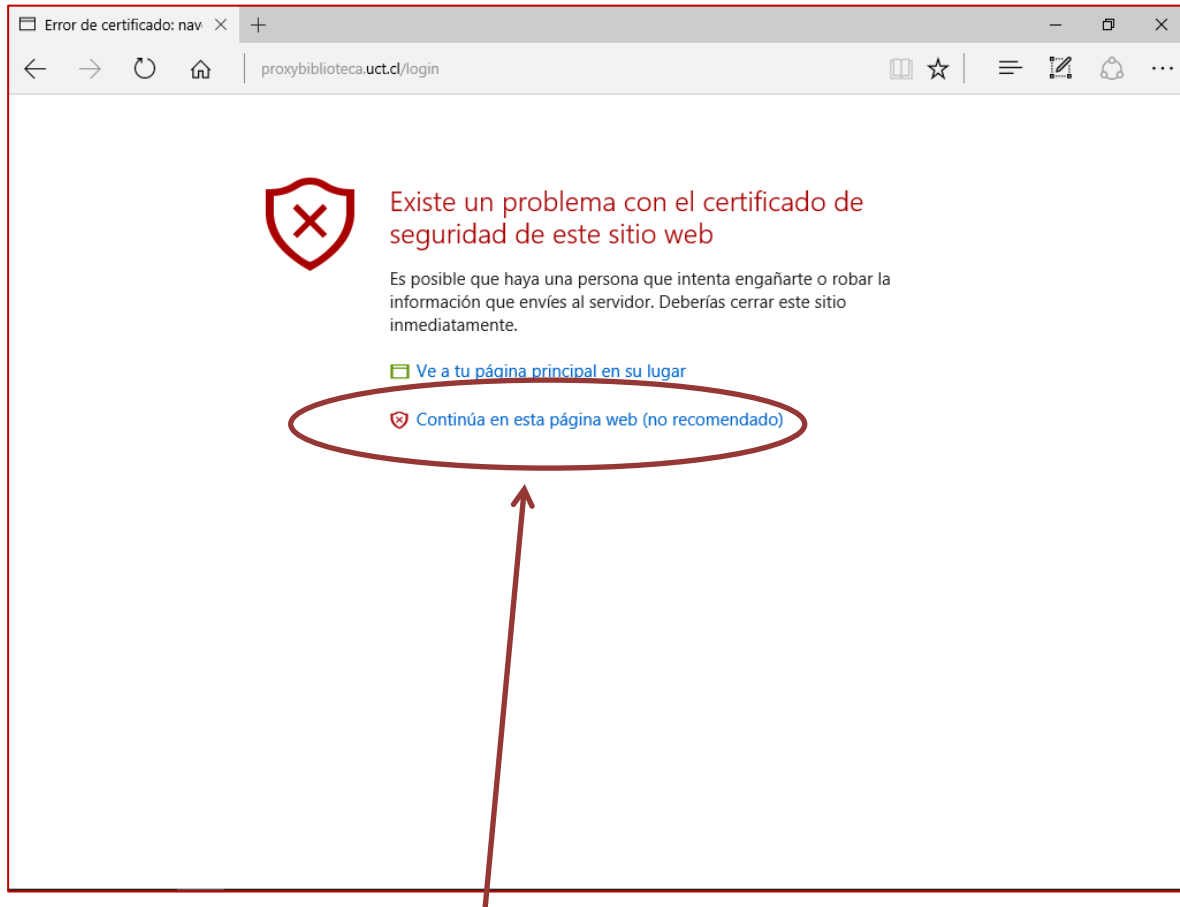 Error de certificado: nav
proxybiblioteca.uct.cl/login
Existe un problema con el certificado de
seguridad de este sitio web
Es posible que haya una persona que intenta engañarte o robar la
información que envíes al servidor. Deberías cerrar este sitio
inmediatamente.
Ve a tu página principal en su lugar
Continúa en esta página web (no recomendado)